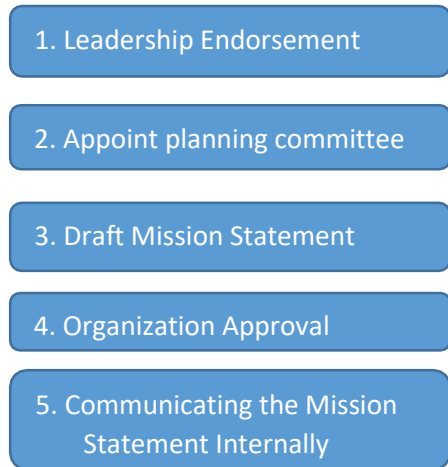 1. Leadership Endorsement
2. Appoint planning committee
3. Draft Mission Statement
4. Organization Approval
5. Communicating the Mission
Statement Internally